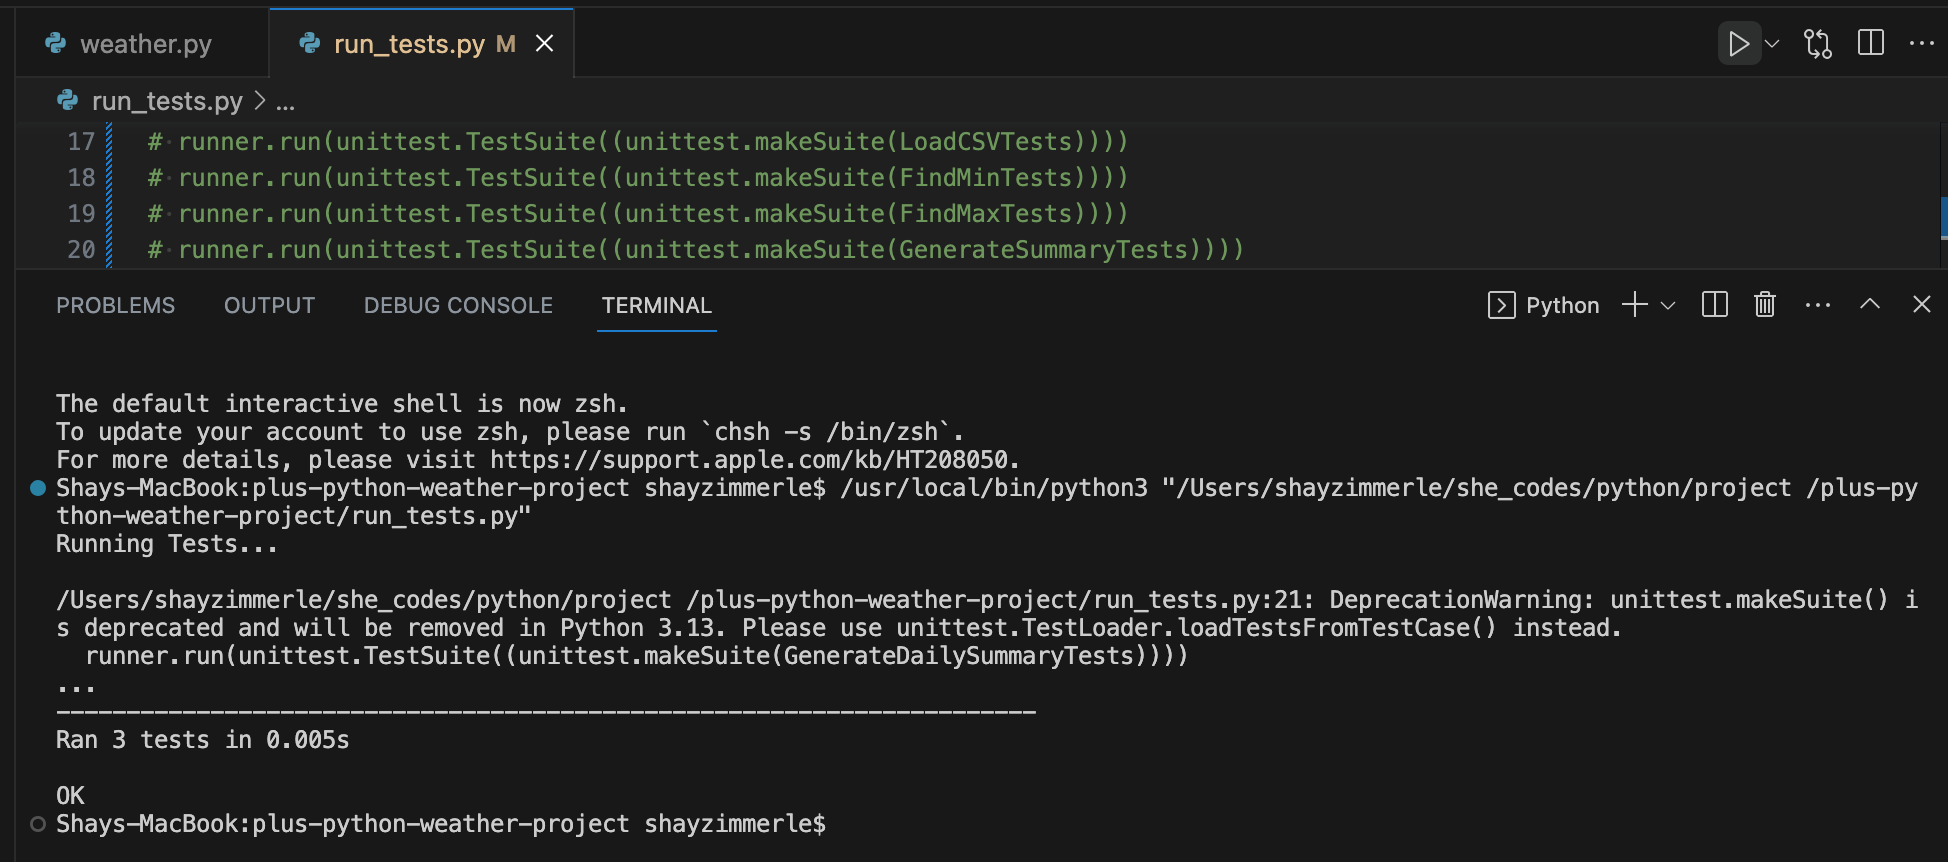 weather.py
run_tests.py M
run_tests.py > ...
17 # runner.run(unittest.TestSuite((unittest.makeSuite(LoadCSVTests))))
18 # runner.run(unittest.TestSuite((unittest.makeSuite(FindMinTests))))
19 # runner.run(unittest.TestSuite((unittest.makeSuite(FindMaxTests))))
20 # runner.run(unittest.TestSuite((unittest.makeSuite(GenerateSummaryTests))))
PROBLEMS OUTPUT DEBUG CONSOLE TERMINAL Python
The default interactive shell is now zsh.
To update your account to use zsh, please run `chsh -s /bin/zsh`.
For more details, please visit https://support.apple.com/kb/HT208050.
Shays-MacBook:plus-python-weather-project shayzimmerle$ /usr/local/bin/python3 "/Users/shayzimmerle/she_codes/python/project /plus-py
thon-weather-project/run_tests.py"
Running Tests...
/Users/shayzimmerle/she_codes/python/project /plus-python-weather-project/run_tests.py:21: DeprecationWarning: unittest.makeSuite() i
s deprecated and will be removed in Python 3.13. Please use unittest.TestLoader.loadTestsFromTestCase() instead.
runner.run(unittest.TestSuite((unittest.makeSuite(GenerateDailySummaryTests))))
...
----------------------------------------------------------------------
Ran 3 tests in 0.005s
OK
Shays-MacBook:plus-python-weather-project shayzimmerle$